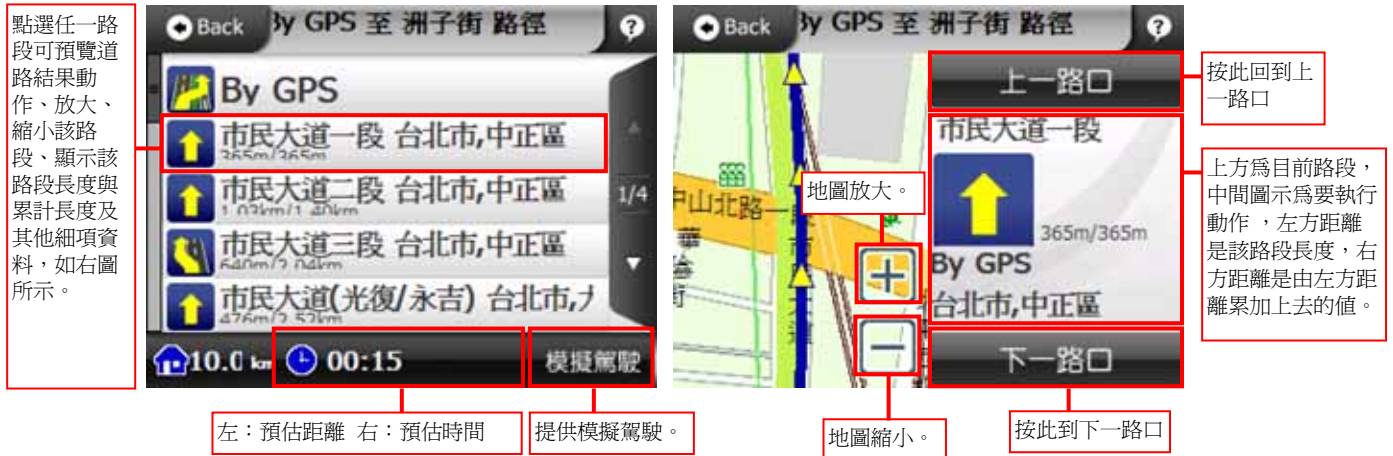 點選任一路
段可預覽道
路結果動
作、放大、
縮小該路
段、顯示該
路段長度與
累計長度及
其他細項資
料，如右圖
所示。
Back
By GPS 至 洲子街 路徑
?
By GPS
市民大道一段 台北市,中正區
365m/365m
市民大道二段 台北市,中正區
1.03km/1.40km
市民大道三段 台北市,中正區
640m/2.04km
市民大道(光復/永吉) 台北市,
476m/2.52km
1/4
10.0 km
00:15
模擬駕駛
左：預估距離 右：預估時間
提供模擬駕駛。
Back
By GPS 至 洲子街 路徑
?
中山北路一段
地圖放大。
上一路口
市民大道一段
365m/365m
By GPS
台北市,中正區
下一路口
地圖縮小。
按此到下一路口
按此回到上
一路口
上方為目前路段，
中間圖示為要執行
動作 ，左方距離
是該路段長度，右
方距離是由左方距
離累加上去的值。